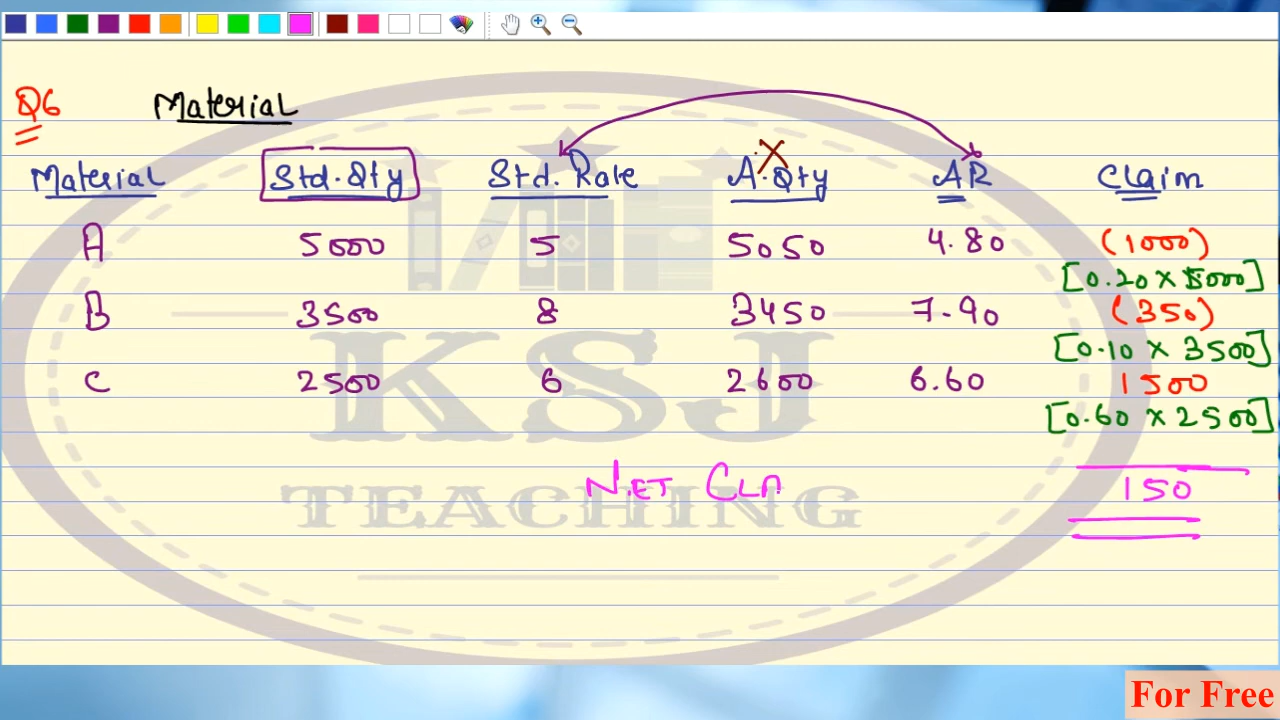 Q6 Material
Material Std. Qty Std. Rate A. Qty AR Claim
A 5000 5 5050 4.80 (1000)
[0.20 x 5000]
B 3500 8 3450 7.90 (350)
[0.10 x 3500]
C 2500 6 2600 6.60 1500
[0.60 x 2500]
NET CLA 150
KSJ
TEACHING
For Free